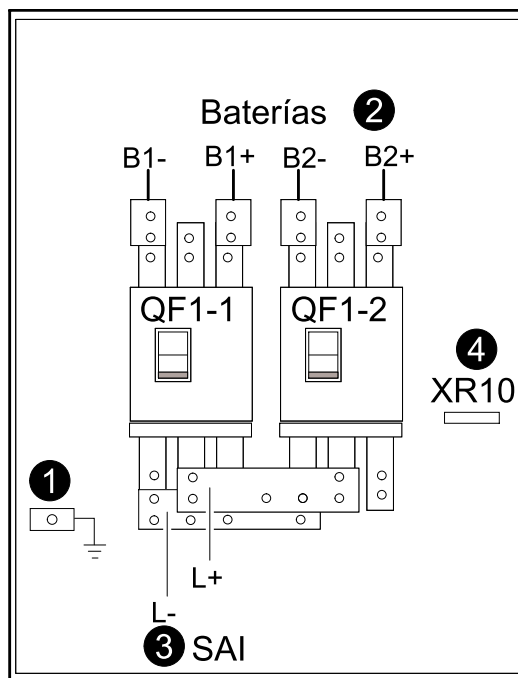 Baterías 2
B1- B1+ B2- B2+
QF1-1 QF1-2
4
XR10
1
L+
L-
3 SAI